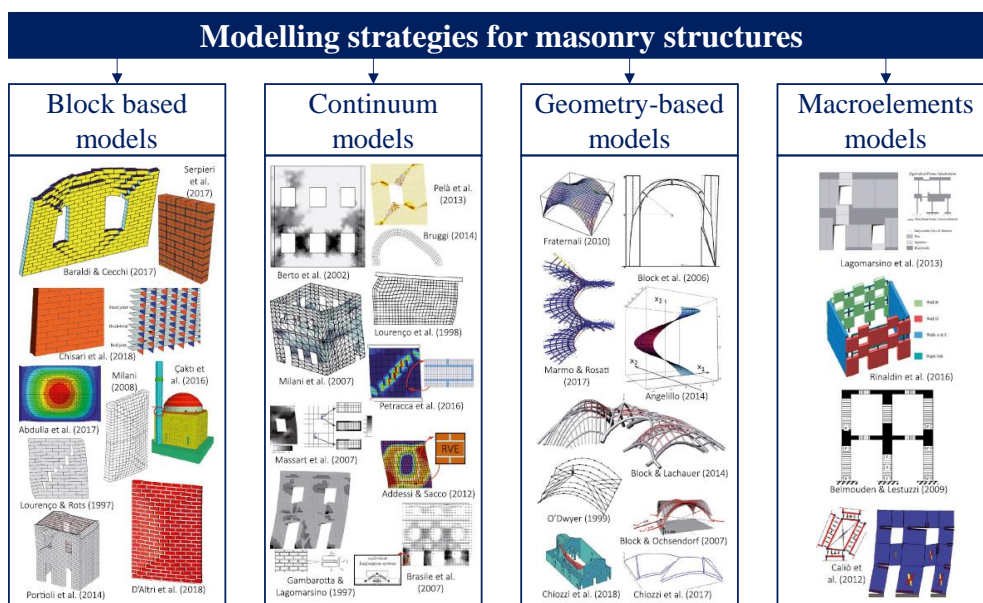 Modelling strategies for masonry structures
Block based
models
Serpieri
et al.
(2017)
Baraldi & Cecchi (2017)
Chisari et al. (2018)
Milani
(2008)
Çaktı et
al. (2016)
Abdulla et al. (2017)
Lourenço & Rots (1997)
Portioli et al. (2014)
D'Altri et al. (2018)
Continuum
models
Pelà et al.
(2013)
Bruggi (2014)
Berto et al. (2002)
Lourenço et al. (1998)
Milani et al. (2007)
Petracca et al. (2016)
Massart et al. (2007)
RVE
Addessi & Sacco (2012)
Gambarotta &
Lagomarsino (1997)
Brasile et al.
(2007)
Geometry-based
models
Fraternali (2010)
Block et al. (2006)
x3
x2
x1
Marmo & Rosati
(2017)
Angelillo (2014)
Block & Lachauer (2014)
O'Dwyer (1999)
Block & Ochsendorf (2007)
Chiozzi et al. (2018)
Chiozzi et al. (2017)
Macroelements
models
Lagomarsino et al. (2013)
Rinaldin et al. (2016)
Belmouden & Lestuzzi (2009)
Caliò et
al. (2012)